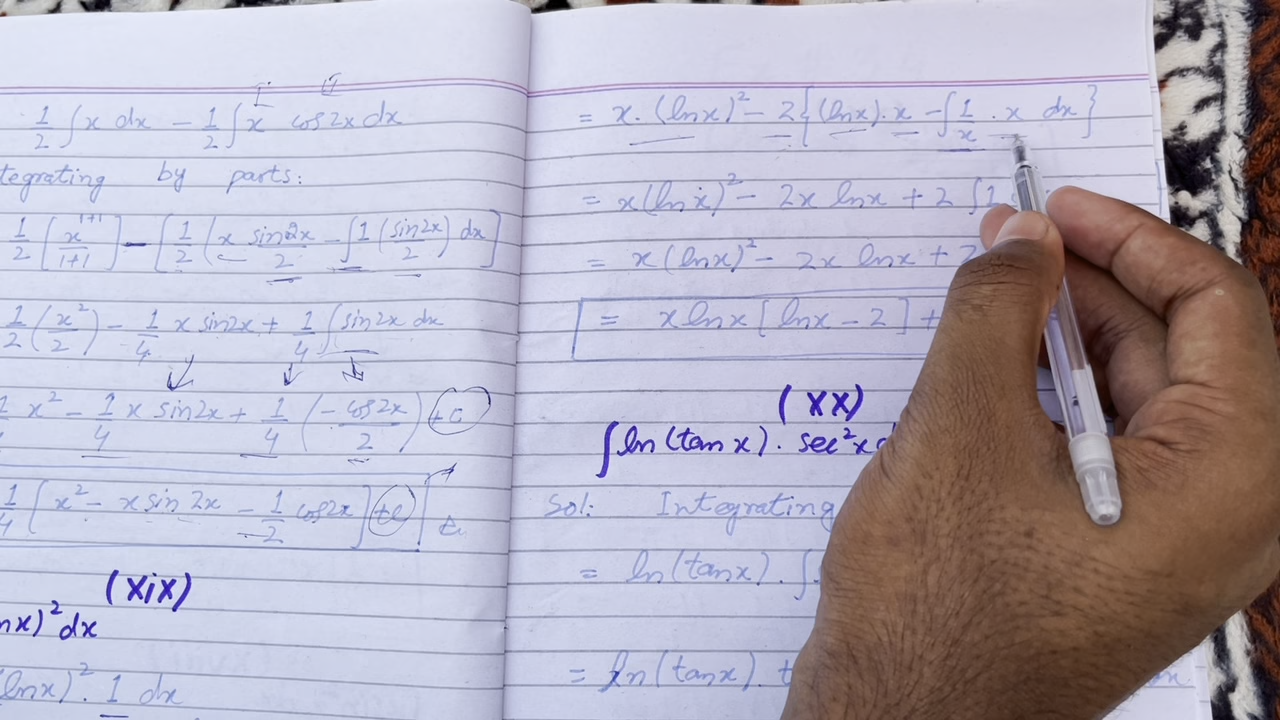 1/2 ∫ x dx − 1/2 ∫ x cos2x dx
tegrating by parts:
1/2 [x^(1+1)/(1+1)] − [1/2 (x sin2x/2 − ∫ 1 (sin2x)/2 dx]
1/2 (x²/2) − 1/4 x sin2x + 1/4 ∫ sin2x dx
x² − 1/4 x sin2x + 1/4 (−cos2x/2) + C
1/4 [x² − x sin 2x − 1/2 cos2x] + C
(xix)
nx)² dx
(lnx)². 1 dx
= x. (lnx)² − 2{(lnx). x − ∫ 1/x . x dx}
= x(lnx)² − 2x lnx + 2 ∫1
= x (lnx)² − 2x lnx + 2
= x lnx [lnx − 2] +
(xx)
∫ ln (tan x). sec²x d
Sol: Integrating
= ln(tanx). ∫
= ln(tanx). t